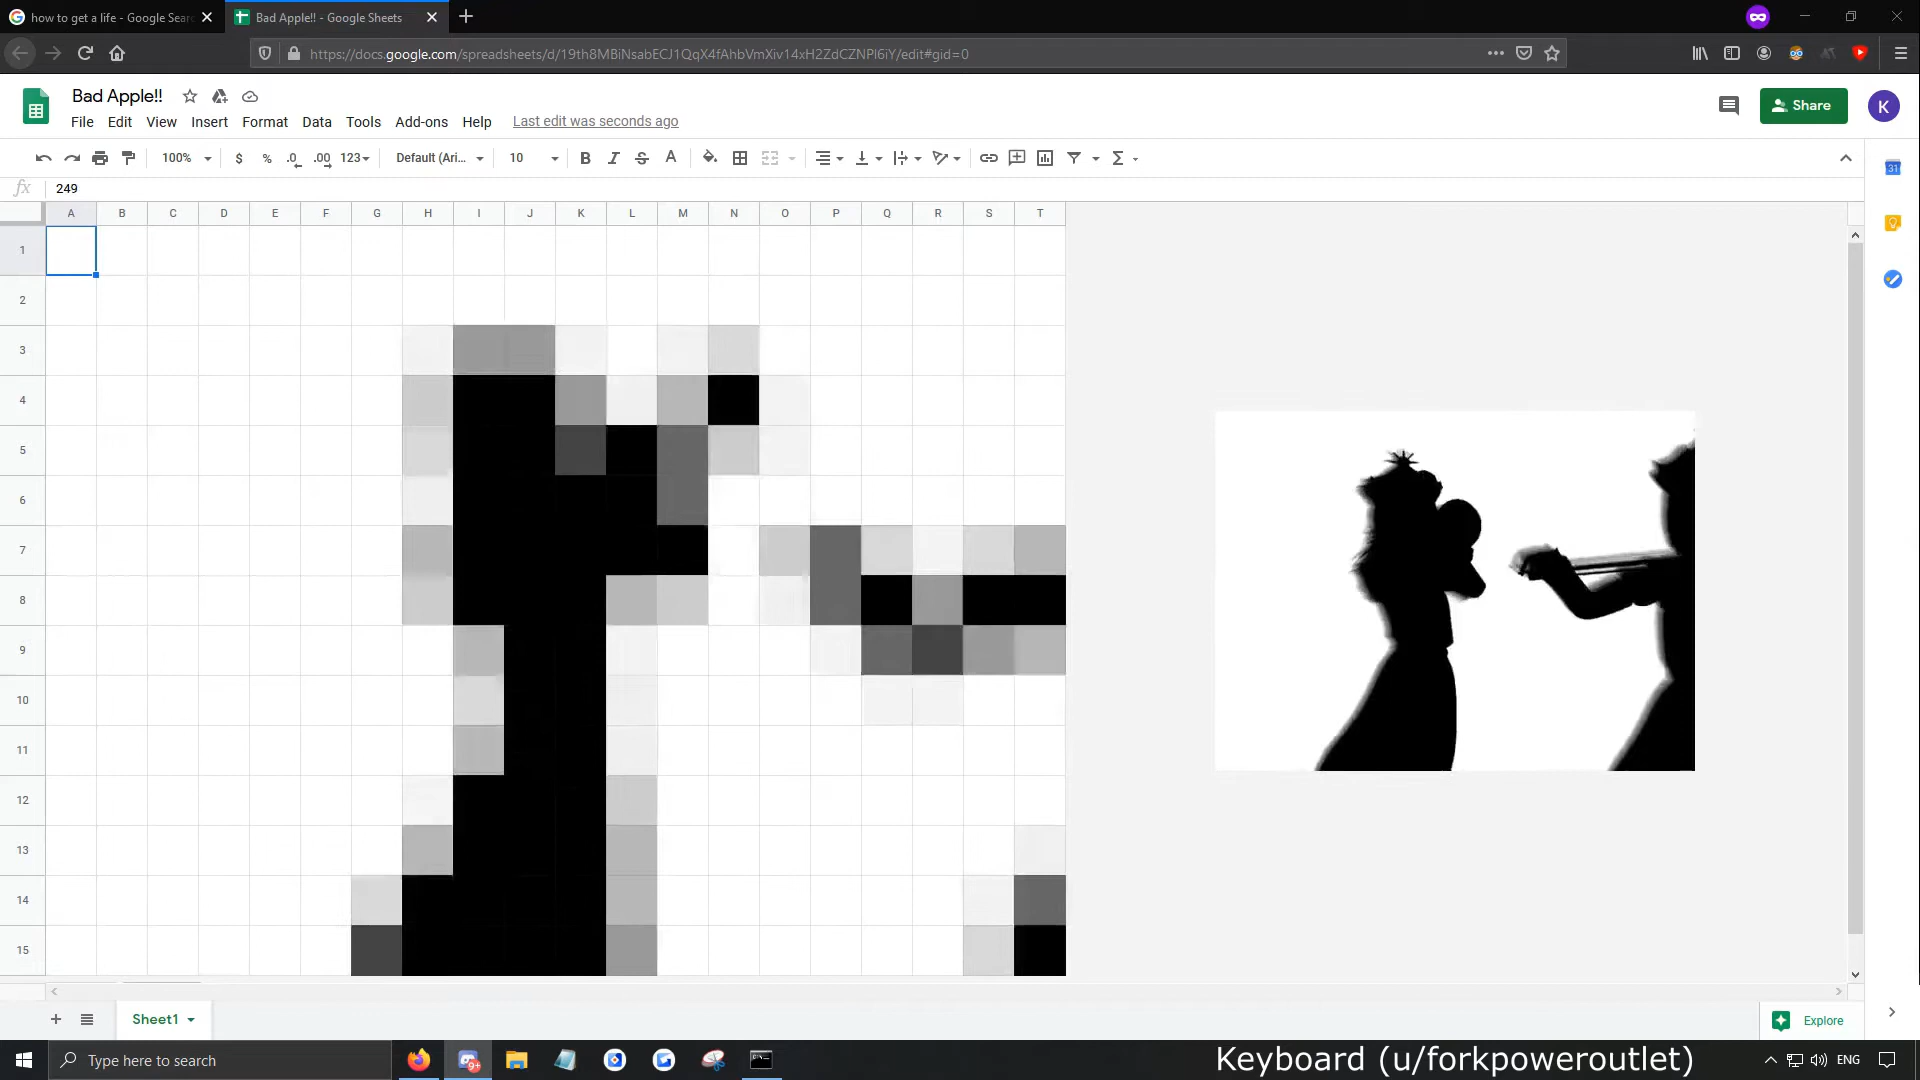 how to get a life - Google Sear
Bad Apple!! - Google Sheets
https://docs.google.com/spreadsheets/d/19th8MBiNsabECJ1QqX4fAhbVmXiv14xH2ZdCZNPl6iY/edit#gid=0
Bad Apple!!
Share
K
File Edit View Insert Format Data Tools Add-ons Help Last edit was seconds ago
100% $ % .0 .00 123 Default (Ari... 10 B I S A Σ
31
fx 249
A B C D E F G H I J K L M N O P Q R S T
1
2
3
4
5
6
7
8
9
10
11
12
13
14
15
+ Sheet1
Explore
Type here to search
9+
Keyboard (u/forkpoweroutlet)
ENG